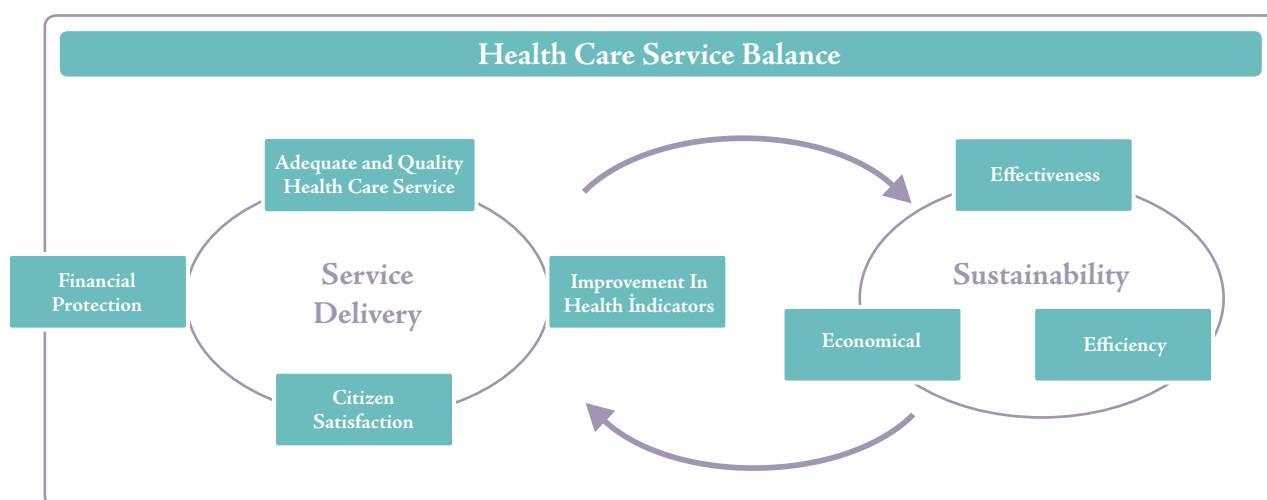 Health Care Service Balance
Adequate and Quality
Health Care Service
Financial
Protection
Service
Delivery
Improvement In
Health İndicators
Citizen
Satisfaction
Effectiveness
Sustainability
Economical
Efficiency